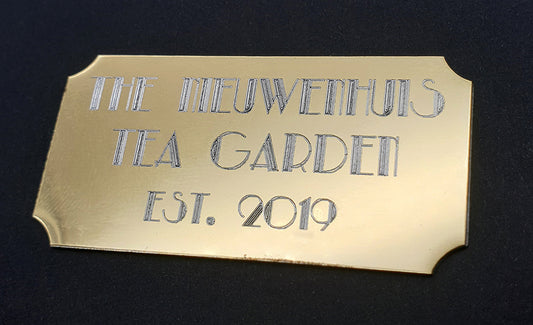 THE NIEUWENHUIS
TEA GARDEN
EST. 2019